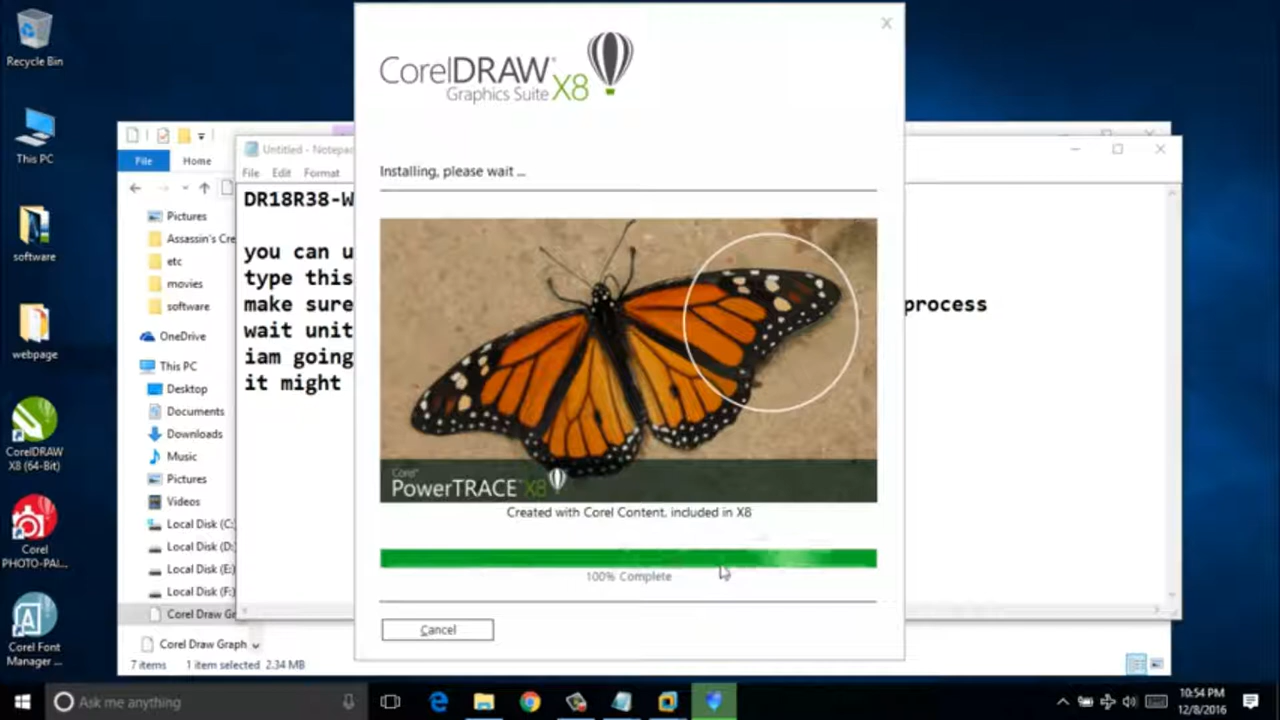 Recycle Bin
This PC
software
webpage
CorelDRAW
X8 (64-Bit)
Corel
PHOTO-PAI...
Corel Font
Manager ...
File
Home
Pictures
Assassin's Cre
etc
movies
software
OneDrive
This PC
Desktop
Documents
Downloads
Music
Pictures
Videos
Local Disk (C:
Local Disk (D:
Local Disk (E:
Local Disk (F:
Corel Draw Gr
Corel Draw Graph
7 items
1 item selected 2.34 MB
Untitled - Notepa
File Edit Format
DR18R38-W
you can u
type this
make sure
process
wait unit
iam going
it might
CorelDRAW
Graphics Suite X8
Installing, please wait ...
Corel
PowerTRACE X8
Created with Corel Content, included in X8
100% Complete
Cancel
Ask me anything
10:54 PM
12/8/2016